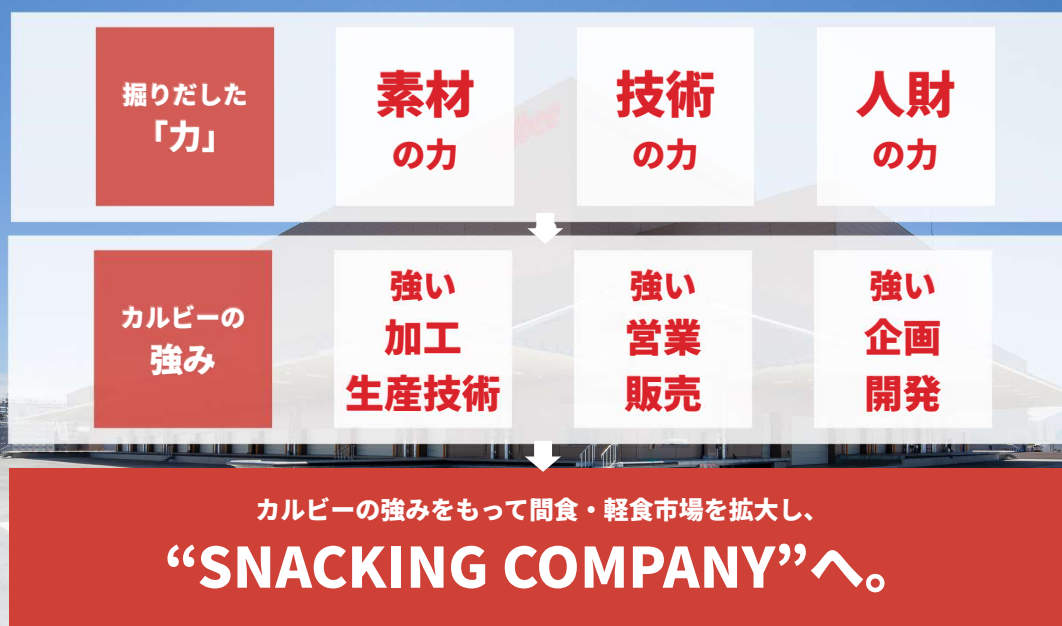 掘りだした
「力」
素材
の力
技術
の力
人財
の力
カルビーの
強み
強い
加工
生産技術
強い
営業
販売
強い
企画
開発
カルビーの強みをもって間食・軽食市場を拡大し、
“SNACKING COMPANY”へ。